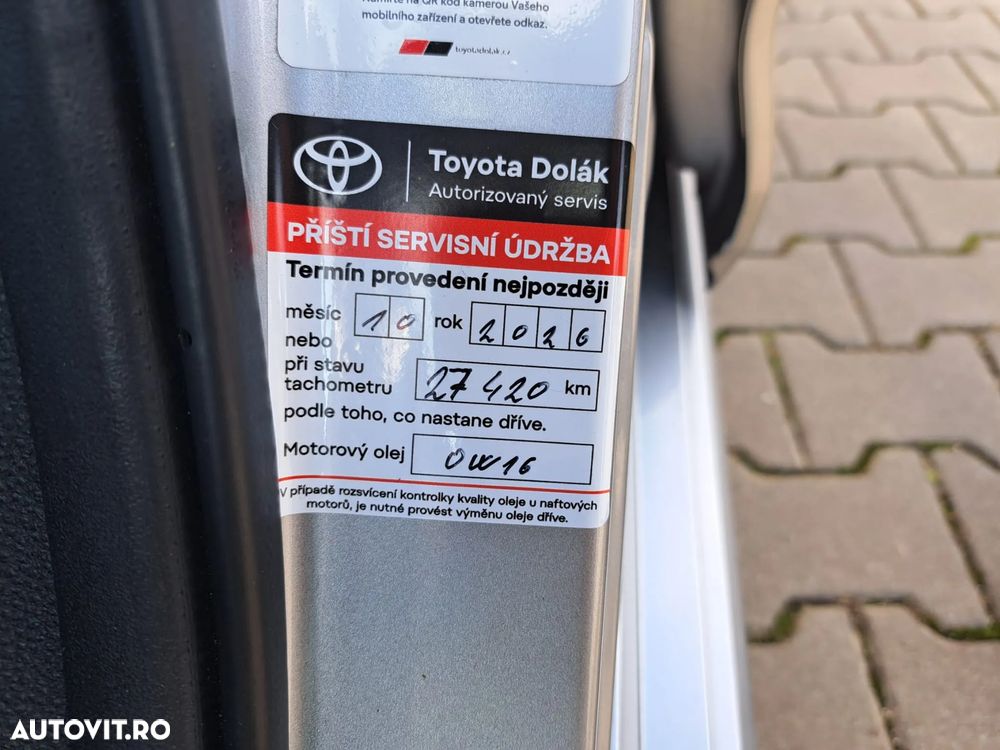 Namiřte na QR kód kamerou Vašeho
mobilního zařízení a otevřete odkaz.
toyotadolak.cz
Toyota Dolák
Autorizovaný servis
PŘÍŠTÍ SERVISNÍ ÚDRŽBA
Termín provedení nejpozději
měsíc 10 rok 2026
nebo
při stavu
tachometru 27 420 km
podle toho, co nastane dříve.
Motorový olej 0W16
V případě rozsvícení kontrolky kvality oleje u naftových
motorů, je nutné provést výměnu oleje dříve.
AUTOVIT.RO